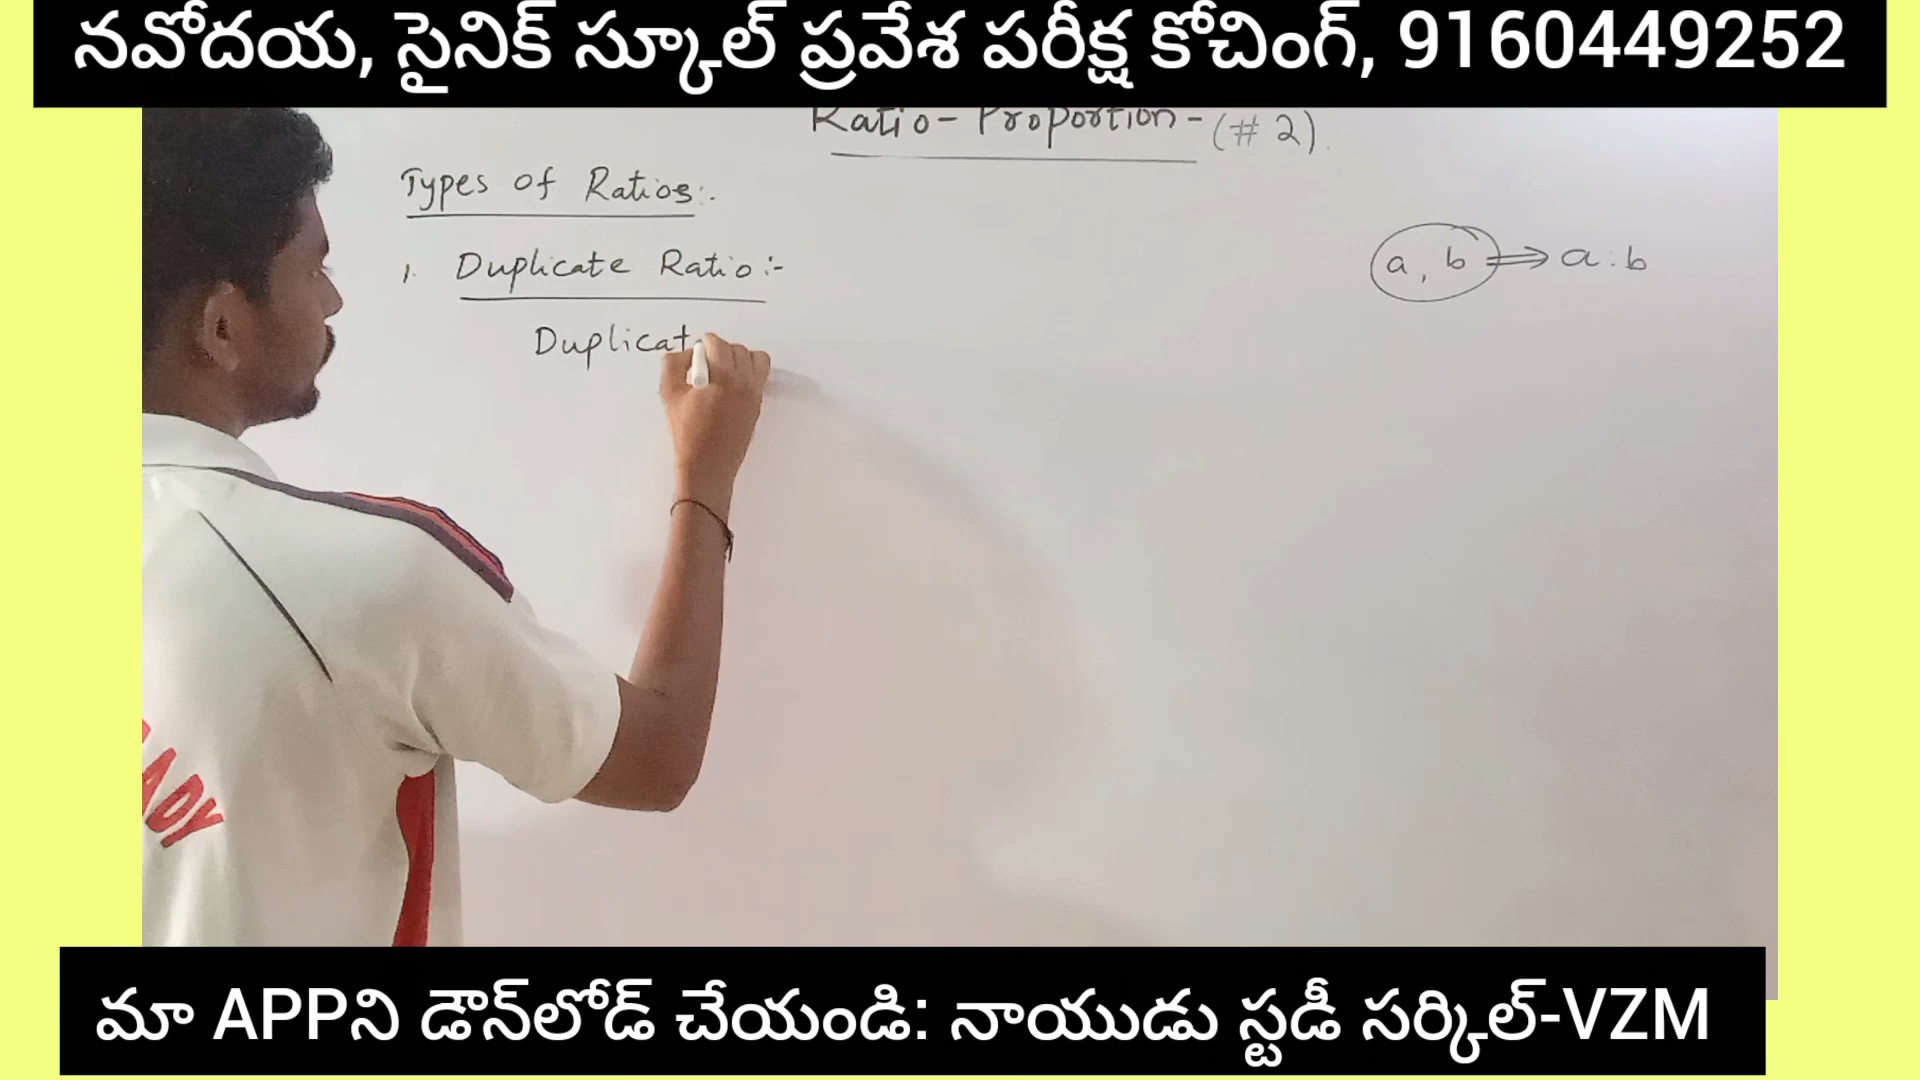 నవోదయ, సైనిక్ స్కూల్ ప్రవేశ పరీక్ష కోచింగ్, 9160449252
Ratio - Proportion - (# 2).
Types of Ratios:-
1. Duplicate Ratio:-
a, b ⇒ a:b
Duplicat
ADY
మా APPని డౌన్‌లోడ్ చేయండి: నాయుడు స్టడీ సర్కిల్-VZM